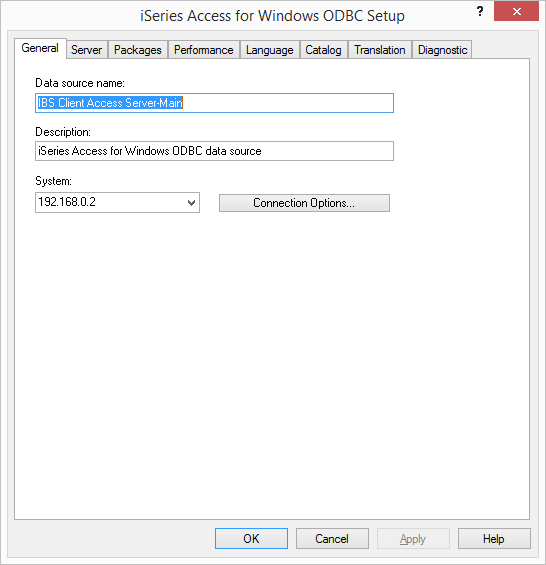 iSeries Access for Windows ODBC Setup
? ×
General Server Packages Performance Language Catalog Translation Diagnostic
Data source name:
IBS Client Access Server-Main
Description:
iSeries Access for Windows ODBC data source
System:
192.168.0.2 Connection Options...
OK Cancel Apply Help